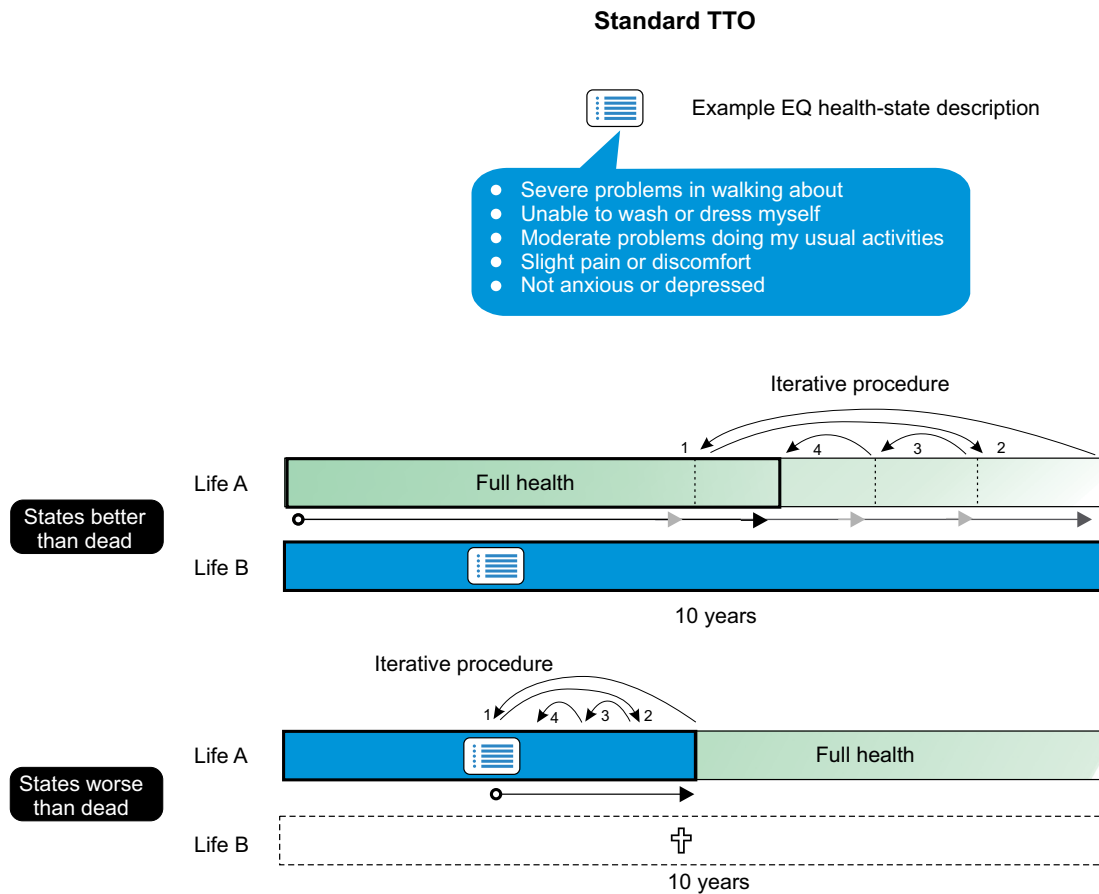 Standard TTO
Example EQ health-state description
● Severe problems in walking about
● Unable to wash or dress myself
● Moderate problems doing my usual activities
● Slight pain or discomfort
● Not anxious or depressed
Iterative procedure
1 4 3 2
Life A
Full health
States better
than dead
Life B
10 years
Iterative procedure
1 4 3 2
Life A
Full health
States worse
than dead
Life B
10 years